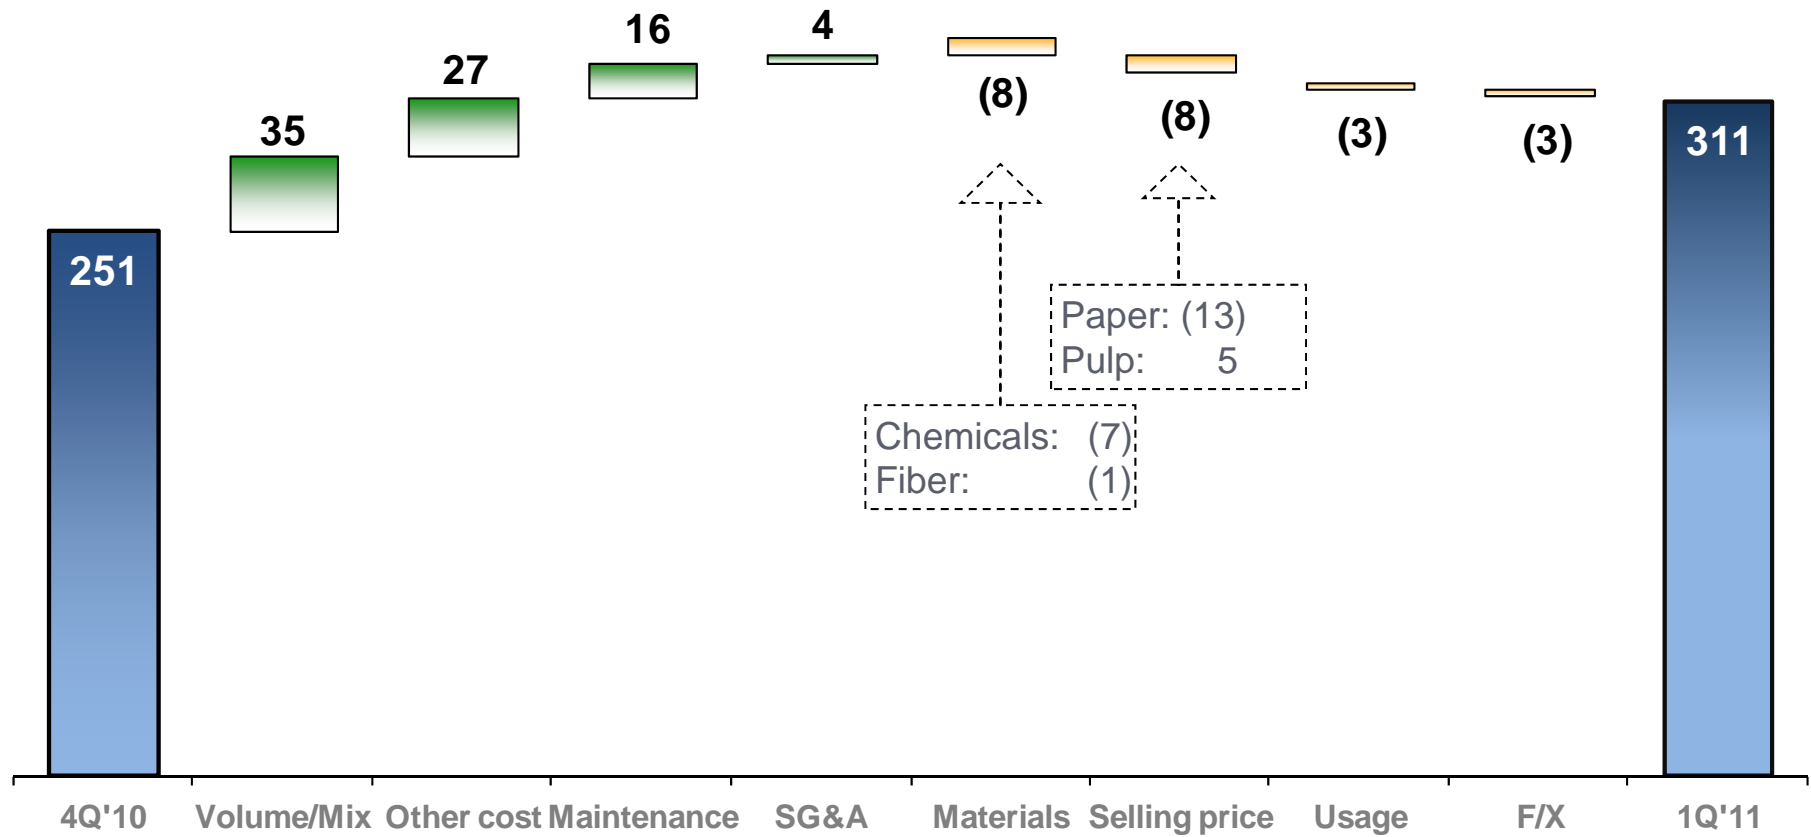 16
4
27
35
(8)
(8)
(3)
(3)
311
251
Paper: (13)
Pulp: 5
Chemicals: (7)
Fiber: (1)
4Q'10 Volume/Mix Other cost Maintenance SG&A Materials Selling price Usage F/X 1Q'11